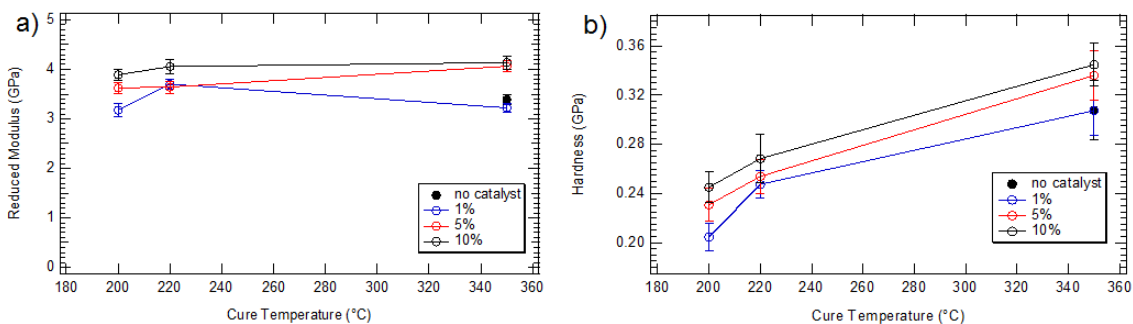 a)
Reduced Modulus (GPa)
5
4
3
2
1
0
180 200 220 240 260 280 300 320 340 360
Cure Temperature (°C)
no catalyst
1%
5%
10%
b)
Hardness (GPa)
0.36
0.32
0.28
0.24
0.20
180 200 220 240 260 280 300 320 340 360
Cure Temperature (°C)
no catalyst
1%
5%
10%